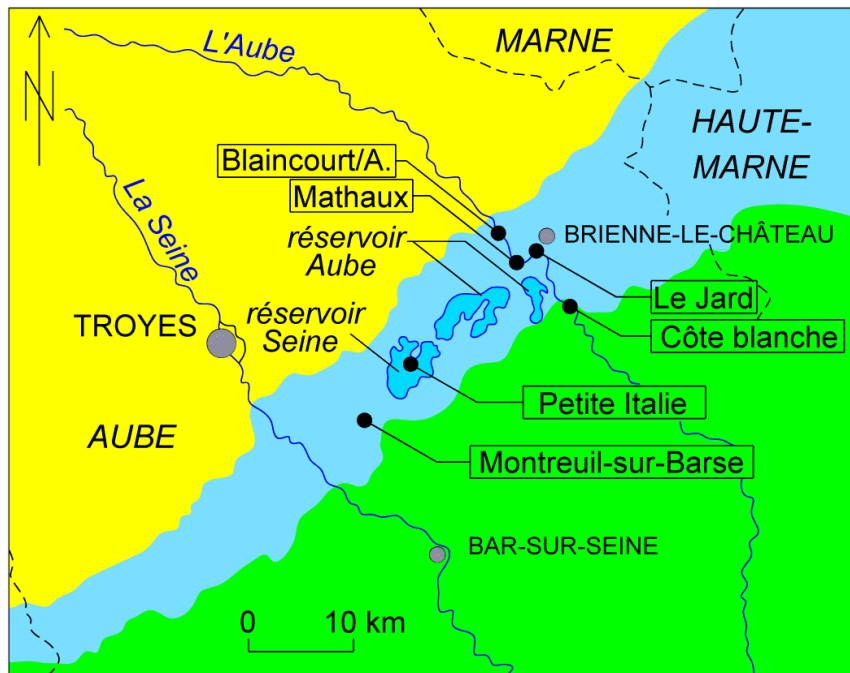 L'Aube
MARNE
N
HAUTE-
MARNE
Blaincourt/A.
La Seine
Mathaux
réservoir
Aube
BRIENNE-LE-CHÂTEAU
Le Jard
réservoir
Seine
TROYES
Côte blanche
Petite Italie
AUBE
Montreuil-sur-Barse
BAR-SUR-SEINE
0 10 km